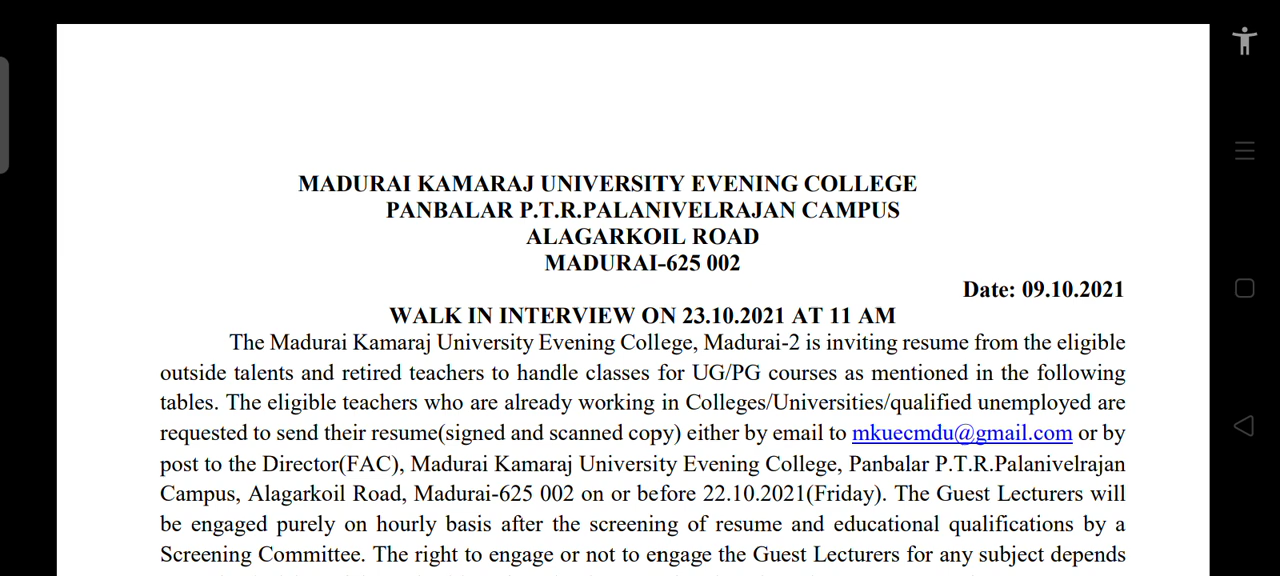 MADURAI KAMARAJ UNIVERSITY EVENING COLLEGE
PANBALAR P.T.R.PALANIVELRAJAN CAMPUS
ALAGARKOIL ROAD
MADURAI-625 002
Date: 09.10.2021
WALK IN INTERVIEW ON 23.10.2021 AT 11 AM
The Madurai Kamaraj University Evening College, Madurai-2 is inviting resume from the eligible
outside talents and retired teachers to handle classes for UG/PG courses as mentioned in the following
tables. The eligible teachers who are already working in Colleges/Universities/qualified unemployed are
requested to send their resume(signed and scanned copy) either by email to mkuecmdu@gmail.com or by
post to the Director(FAC), Madurai Kamaraj University Evening College, Panbalar P.T.R.Palanivelrajan
Campus, Alagarkoil Road, Madurai-625 002 on or before 22.10.2021(Friday). The Guest Lecturers will
be engaged purely on hourly basis after the screening of resume and educational qualifications by a
Screening Committee. The right to engage or not to engage the Guest Lecturers for any subject depends